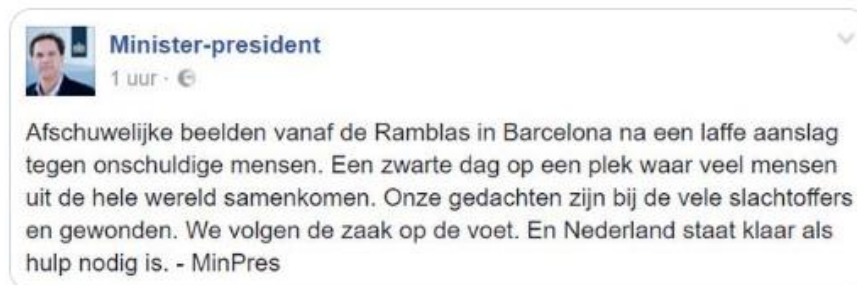 Minister-president
1 uur ·
Afschuwelijke beelden vanaf de Ramblas in Barcelona na een laffe aanslag
tegen onschuldige mensen. Een zwarte dag op een plek waar veel mensen
uit de hele wereld samenkomen. Onze gedachten zijn bij de vele slachtoffers
en gewonden. We volgen de zaak op de voet. En Nederland staat klaar als
hulp nodig is. - MinPres